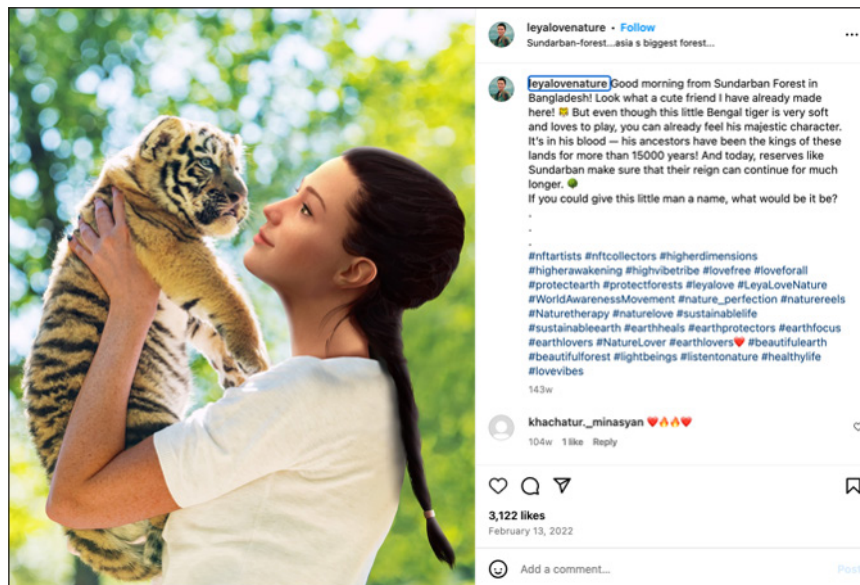 leyalovenature • Follow
Sundarban-forest...asia s biggest forest...
leyalovenature Good morning from Sundarban Forest in
Bangladesh! Look what a cute friend I have already made
here! 🐯 But even though this little Bengal tiger is very soft
and loves to play, you can already feel his majestic character.
It's in his blood — his ancestors have been the kings of these
lands for more than 15000 years! And today, reserves like
Sundarban make sure that their reign can continue for much
longer. 🌳
If you could give this little man a name, what would be it be?
.
.
.
#nftartists #nftcollectors #higherdimensions
#higherawakening #highvibetribe #lovefree #loveforall
#protectearth #protectforests #leyalove #LeyaLoveNature
#WorldAwarenessMovement #nature_perfection #naturereels
#Naturetherapy #naturelove #sustainablelife
#sustainableearth #earthheals #earthprotectors #earthfocus
#earthlovers #NatureLover #earthlovers❤️ #beautifulearth
#beautifulforest #lightbeings #listentonature #healthylife
#lovevibes
143w
khachatur._minasyan ❤️🔥🔥❤️
104w 1 like Reply
3,122 likes
February 13, 2022
Add a comment... Post